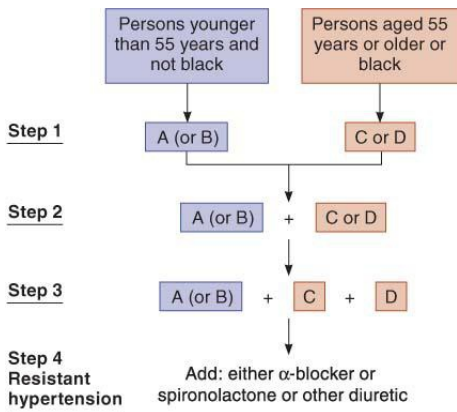 Persons younger
than 55 years and
not black
Persons aged 55
years or older or
black
Step 1
A (or B)
C or D
Step 2
A (or B) + C or D
Step 3
A (or B) + C + D
Step 4
Resistant
hypertension
Add: either α-blocker or
spironolactone or other diuretic